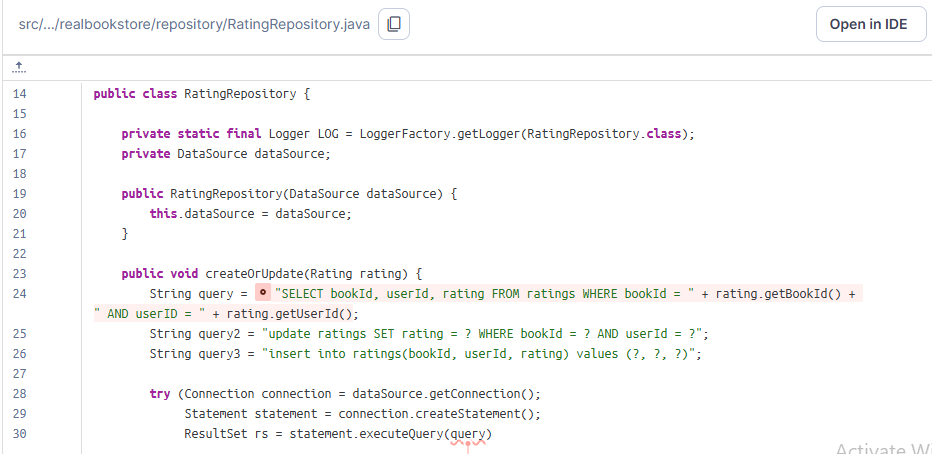 src/.../realbookstore/repository/RatingRepository.java
Open in IDE
14 public class RatingRepository {
15
16 private static final Logger LOG = LoggerFactory.getLogger(RatingRepository.class);
17 private DataSource dataSource;
18
19 public RatingRepository(DataSource dataSource) {
20 this.dataSource = dataSource;
21 }
22
23 public void createOrUpdate(Rating rating) {
24 String query = "SELECT bookId, userId, rating FROM ratings WHERE bookId = " + rating.getBookId() +
" AND userID = " + rating.getUserId();
25 String query2 = "update ratings SET rating = ? WHERE bookId = ? AND userId = ?";
26 String query3 = "insert into ratings(bookId, userId, rating) values (?, ?, ?)";
27
28 try (Connection connection = dataSource.getConnection();
29 Statement statement = connection.createStatement();
30 ResultSet rs = statement.executeQuery(query)
Activate